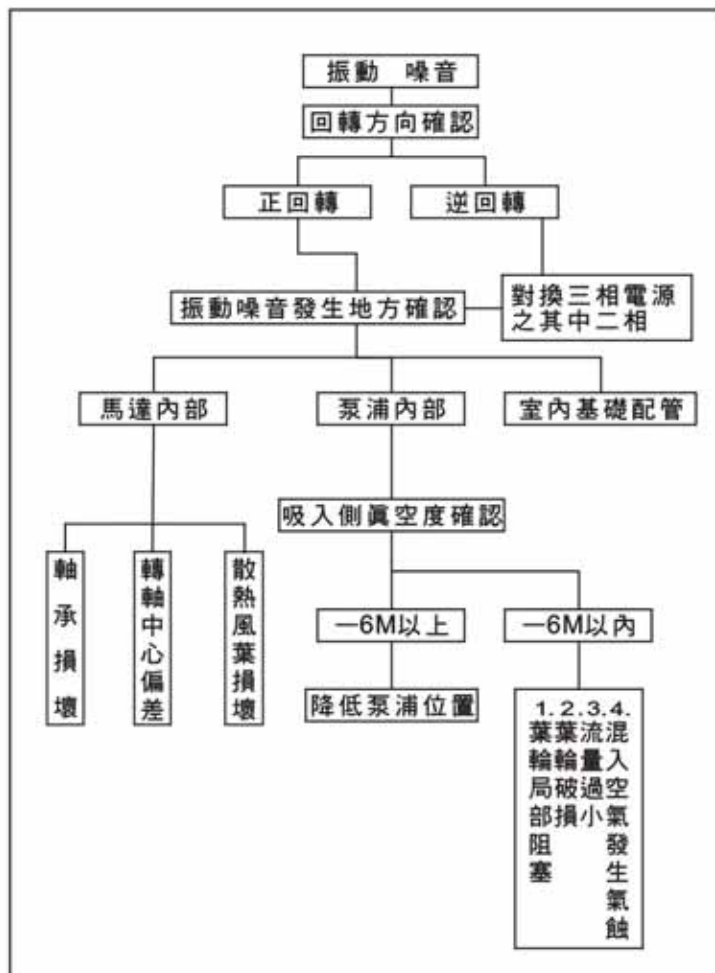 振動 噪音
回轉方向確認
正回轉
逆回轉
對換三相電源
之其中二相
振動噪音發生地方確認
馬達內部
泵浦內部
室內基礎配管
吸入側眞空度確認
軸承損壞
轉軸中心偏差
散熱風葉損壞
一6M以上
一6M以內
降低泵浦位置
1.葉輪局部阻塞
2.葉輪破損
3.流量過小
4.混入空氣發生氣蝕